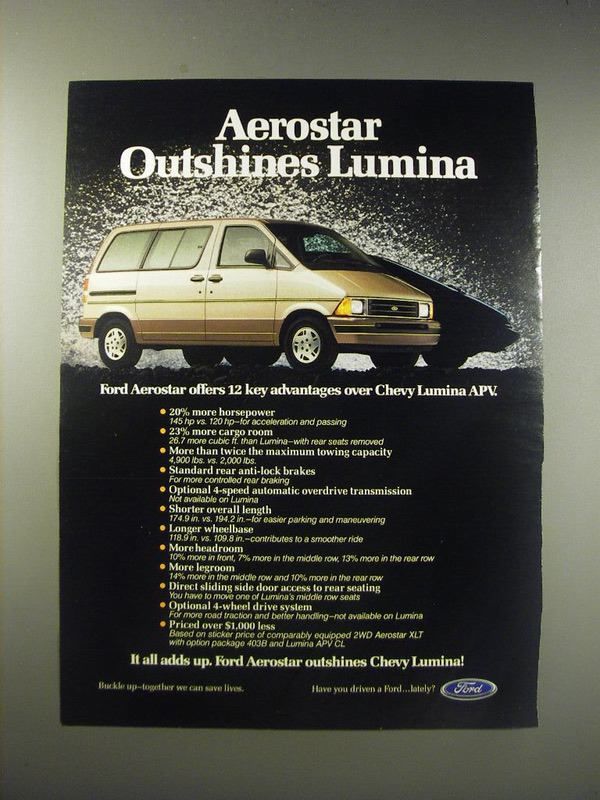 Aerostar
Outshines Lumina
Ford Aerostar offers 12 key advantages over Chevy Lumina APV.
• 20% more horsepower
145 hp vs. 120 hp–for acceleration and passing
• 23% more cargo room
26.7 more cubic ft. than Lumina–with rear seats removed
• More than twice the maximum towing capacity
4,900 lbs. vs. 2,000 lbs.
• Standard rear anti-lock brakes
For more controlled rear braking
• Optional 4-speed automatic overdrive transmission
Not available on Lumina
• Shorter overall length
174.9 in. vs. 194.2 in.–for easier parking and maneuvering
• Longer wheelbase
118.9 in. vs. 109.8 in.–contributes to a smoother ride
• More headroom
10% more in front, 7% more in the middle row, 13% more in the rear row
• More legroom
14% more in the middle row and 10% more in the rear row
• Direct sliding side door access to rear seating
You have to move one of Lumina's middle row seats
• Optional 4-wheel drive system
For more road traction and better handling–not available on Lumina
• Priced over $1,000 less
Based on sticker price of comparably equipped 2WD Aerostar XLT
with option package 403B and Lumina APV CL
It all adds up. Ford Aerostar outshines Chevy Lumina!
Buckle up–together we can save lives.
Have you driven a Ford...lately?
Ford